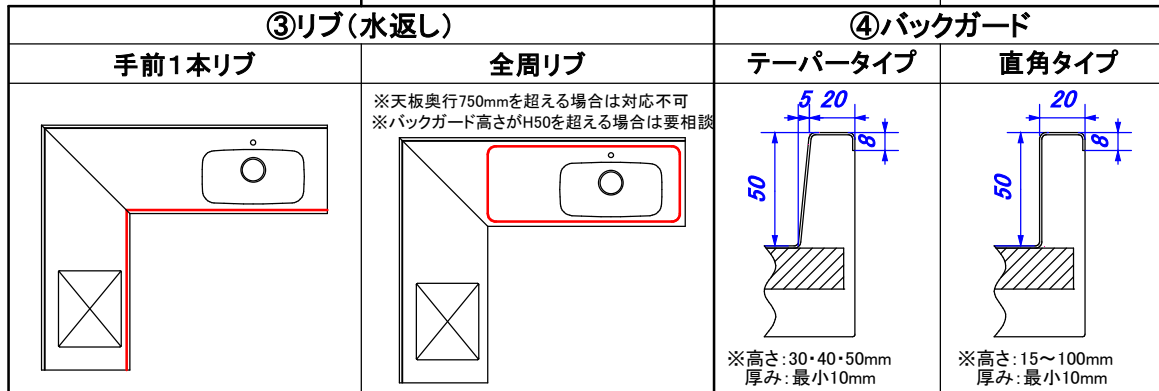 ③リブ(水返し)
④バックガード
手前1本リブ
全周リブ
テーパータイプ
直角タイプ
※天板奥行750mmを超える場合は対応不可
※バックガード高さがH50を超える場合は要相談
5 20
8
50
20
8
50
※高さ:30・40・50mm
厚み:最小10mm
※高さ:15～100mm
厚み:最小10mm